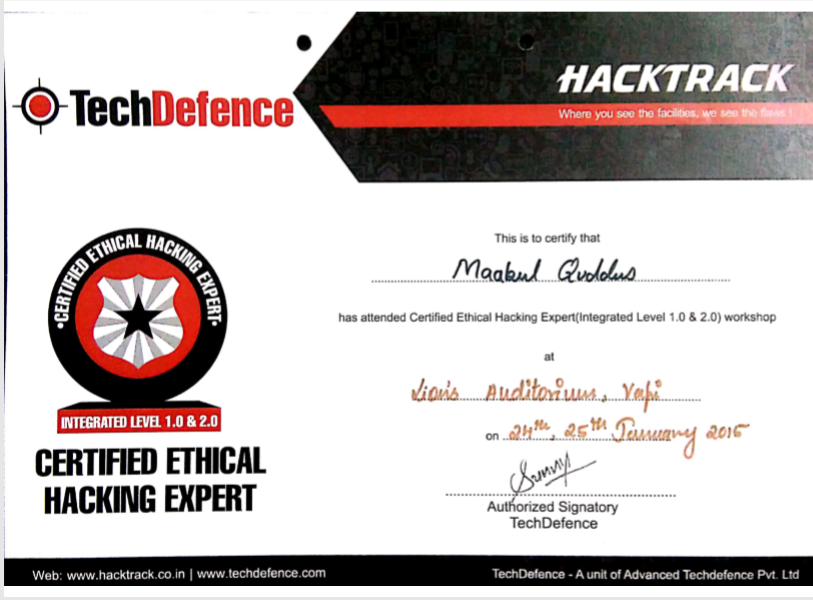 TechDefence
HACKTRACK
Where you see the facilities, we see the flaws !
•CERTIFIED ETHICAL HACKING EXPERT•
INTEGRATED LEVEL 1.0 & 2.0
CERTIFIED ETHICAL
HACKING EXPERT
This is to certify that
Maabul Quddus
has attended Certified Ethical Hacking Expert(Integrated Level 1.0 & 2.0) workshop
at
Lions Auditorium, Vapi
on 24th, 25th January 2015
Sunny
Authorized Signatory
TechDefence
Web: www.hacktrack.co.in | www.techdefence.com
TechDefence - A unit of Advanced Techdefence Pvt. Ltd